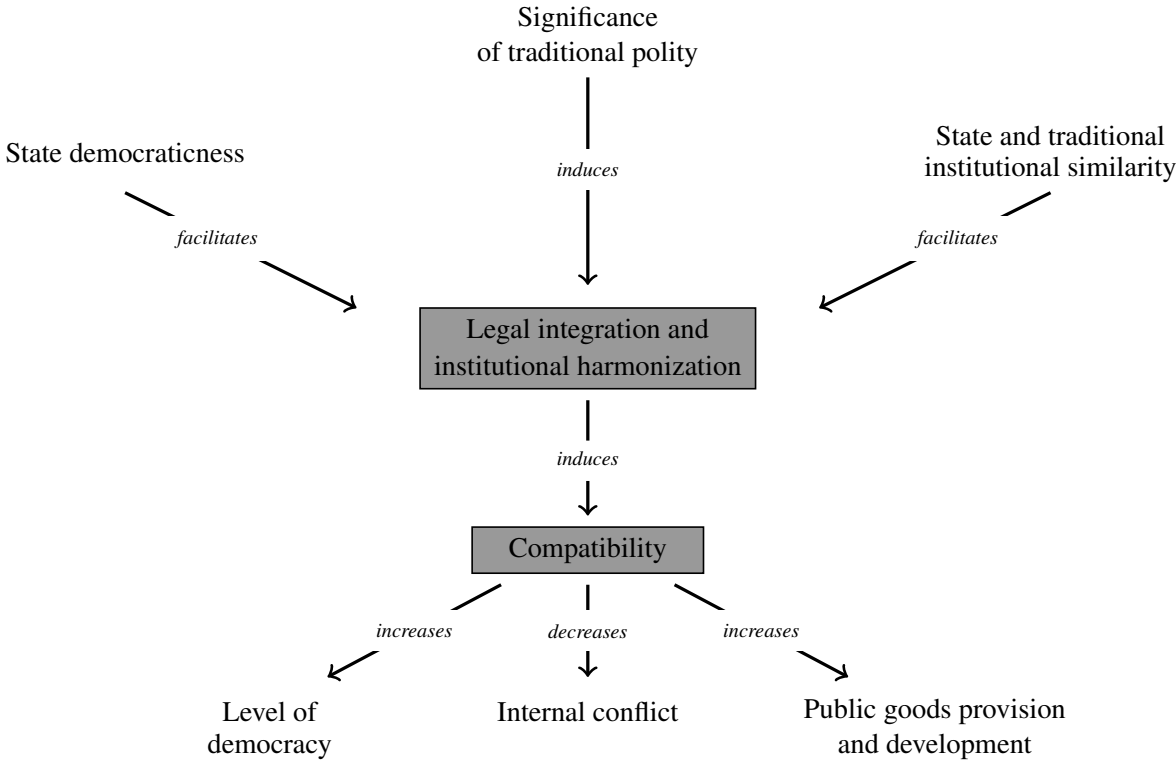 Significance
of traditional polity
State democraticness
State and traditional
institutional similarity
induces
facilitates
facilitates
Legal integration and
institutional harmonization
induces
Compatibility
increases
decreases
increases
Level of
democracy
Internal conflict
Public goods provision
and development